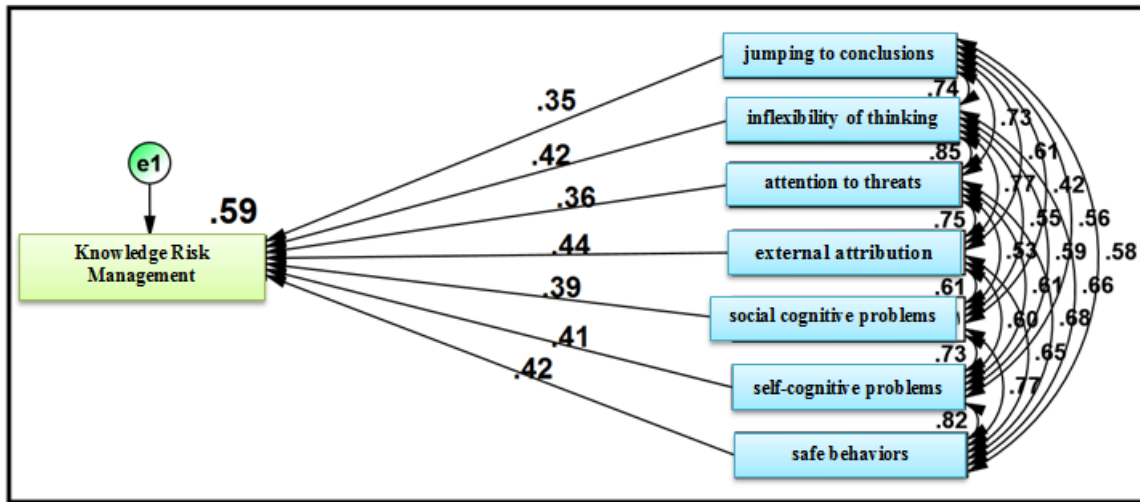 jumping to conclusions
.74
.35
.73
inflexibility of thinking
.42
.85
.61
e1
attention to threats
.77
.42
.36
.59
.75
.55
.56
Knowledge Risk
Management
.44
external attribution
.53
.59
.58
.39
.61
.61
.66
social cognitive problems
.60
.68
.41
.73
.65
.42
self-cognitive problems
.77
.82
safe behaviors